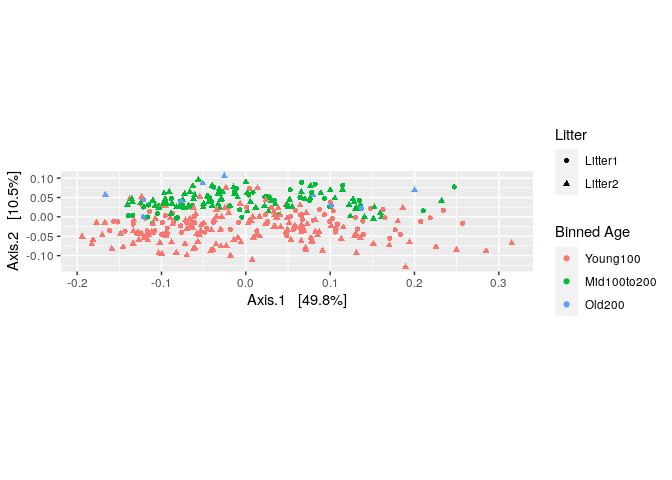 Litter
Litter1
Litter2
Binned Age
Young100
Mid100to200
Old200
Axis.2   [10.5%]
0.10
0.05
0.00
-0.05
-0.10
-0.2
-0.1
0.0
0.1
0.2
0.3
Axis.1   [49.8%]